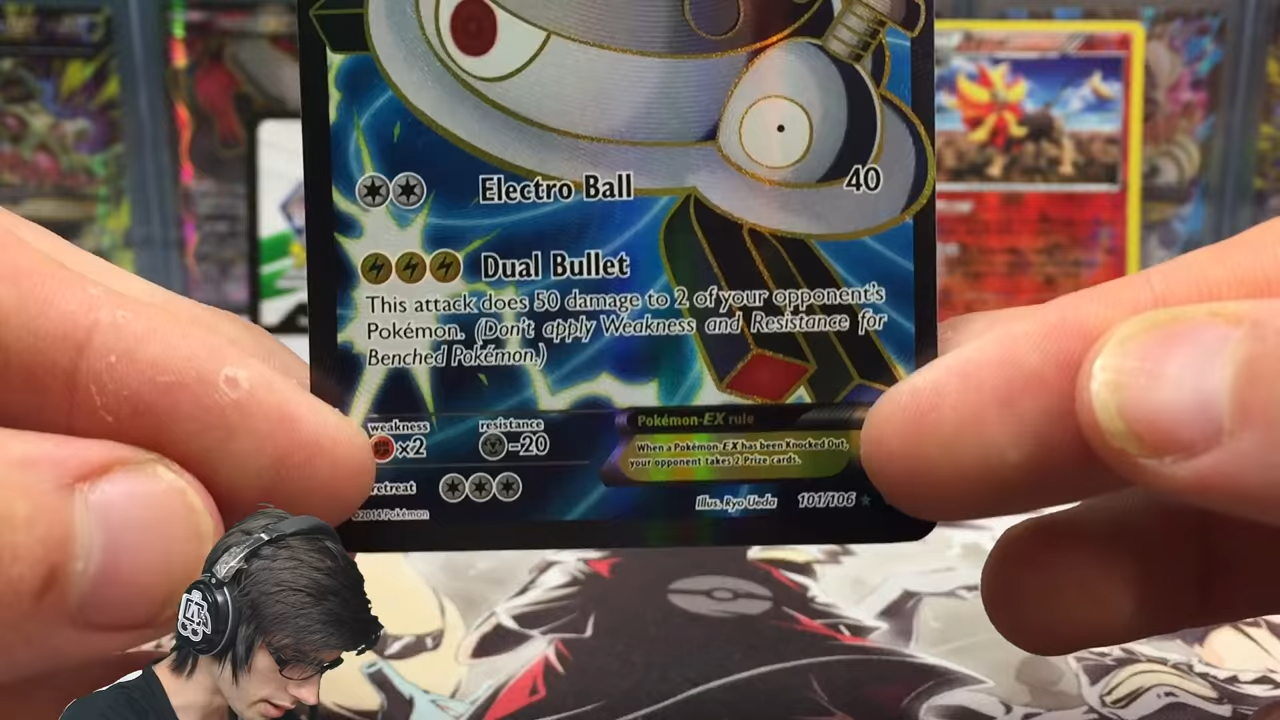 Electro Ball 40
Dual Bullet
This attack does 50 damage to 2 of your opponent's
Pokémon. (Don't apply Weakness and Resistance for
Benched Pokémon.)
weakness resistance
×2 -20
Pokémon-EX rule
When a Pokémon-EX has been Knocked Out,
your opponent takes 2 Prize cards.
retreat
©2014 Pokémon
Illus. Ryo Ueda 101/106